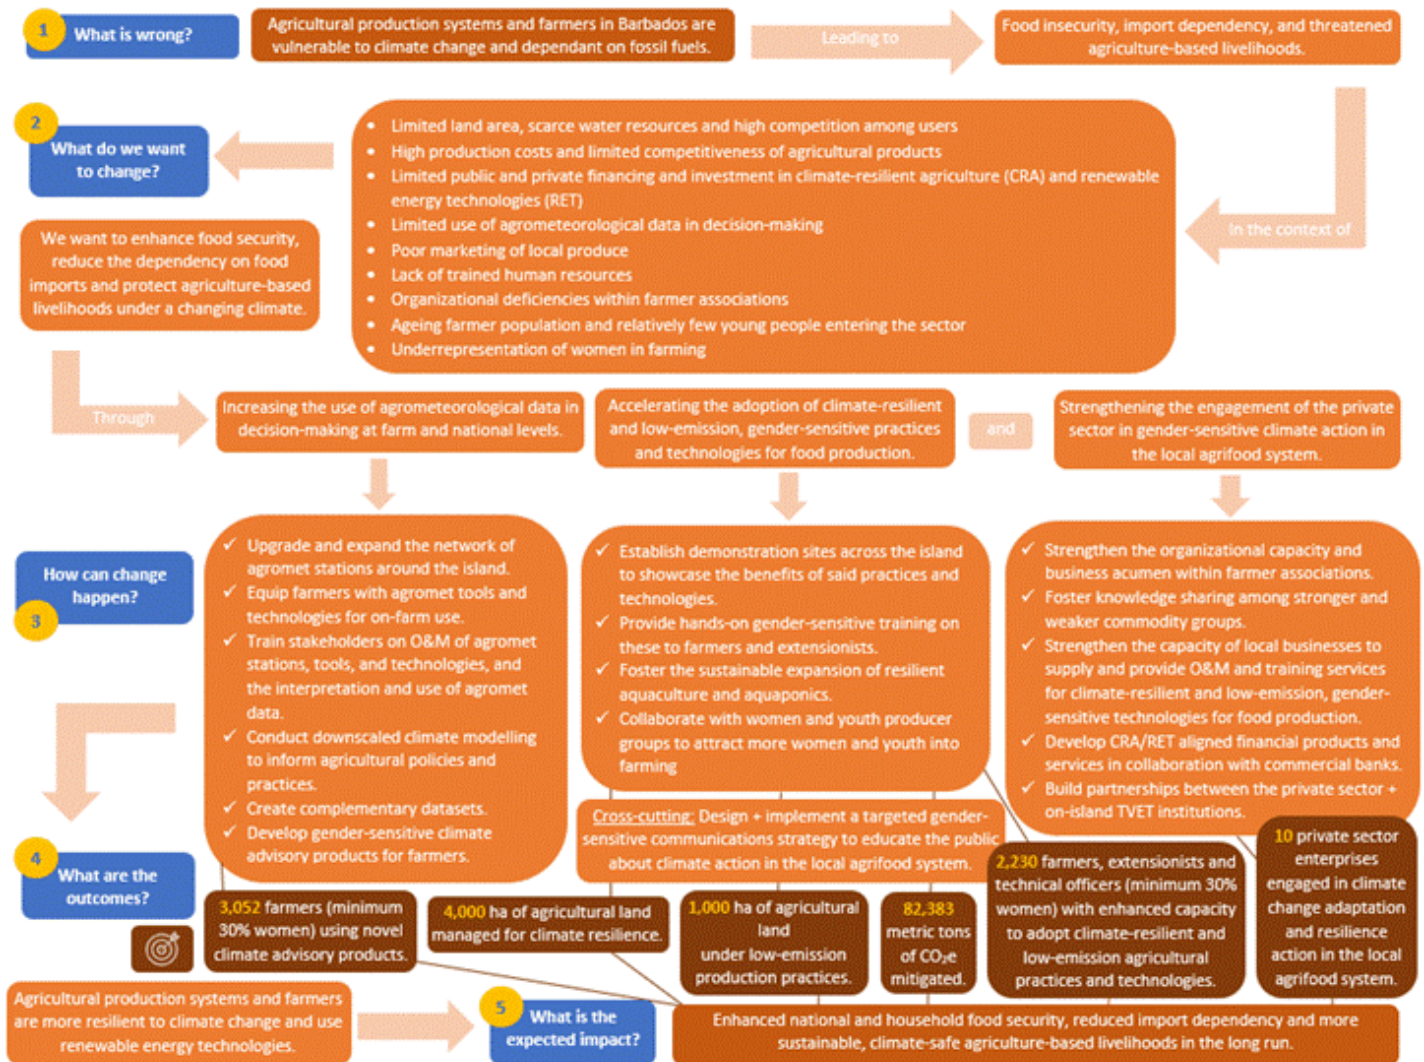 1
What is wrong?
Agricultural production systems and farmers in Barbados are
vulnerable to climate change and dependant on fossil fuels.
Leading to
Food insecurity, import dependency, and threatened
agriculture-based livelihoods.
2
What do we want
to change?
• Limited land area, scarce water resources and high competition among users
• High production costs and limited competitiveness of agricultural products
• Limited public and private financing and investment in climate-resilient agriculture (CRA) and renewable
energy technologies (RET)
• Limited use of agrometeorological data in decision-making
• Poor marketing of local produce
• Lack of trained human resources
• Organizational deficiencies within farmer associations
• Ageing farmer population and relatively few young people entering the sector
• Underrepresentation of women in farming
In the context of
We want to enhance food security,
reduce the dependency on food
imports and protect agriculture-based
livelihoods under a changing climate.
Through
Increasing the use of agrometeorological data in
decision-making at farm and national levels.
Accelerating the adoption of climate-resilient
and low-emission, gender-sensitive practices
and technologies for food production.
and
Strengthening the engagement of the private
sector in gender-sensitive climate action in
the local agrifood system.
How can change
happen?
3
✓ Upgrade and expand the network of
agromet stations around the island.
✓ Equip farmers with agromet tools and
technologies for on-farm use.
✓ Train stakeholders on O&M of agromet
stations, tools, and technologies, and
the interpretation and use of agromet
data.
✓ Conduct downscaled climate modelling
to inform agricultural policies and
practices.
✓ Create complementary datasets.
✓ Develop gender-sensitive climate
advisory products for farmers.
✓ Establish demonstration sites across the island
to showcase the benefits of said practices and
technologies.
✓ Provide hands-on gender-sensitive training on
these to farmers and extensionists.
✓ Foster the sustainable expansion of resilient
aquaculture and aquaponics.
✓ Collaborate with women and youth producer
groups to attract more women and youth into
farming
✓ Strengthen the organizational capacity and
business acumen within farmer associations.
✓ Foster knowledge sharing among stronger and
weaker commodity groups.
✓ Strengthen the capacity of local businesses to
supply and provide O&M and training services
for climate-resilient and low-emission, gender-
sensitive technologies for food production.
✓ Develop CRA/RET aligned financial products and
services in collaboration with commercial banks.
✓ Build partnerships between the private sector +
on-island TVET institutions.
Cross-cutting: Design + implement a targeted gender-
sensitive communications strategy to educate the public
about climate action in the local agrifood system.
4
What are the
outcomes?
3,052 farmers (minimum
30% women) using novel
climate advisory products.
4,000 ha of agricultural land
managed for climate resilience.
1,000 ha of agricultural
land
under low-emission
production practices.
82,383
metric tons
of CO₂e
mitigated.
2,230 farmers, extensionists and
technical officers (minimum 30%
women) with enhanced capacity
to adopt climate-resilient and
low-emission agricultural
practices and technologies.
10 private sector
enterprises
engaged in climate
change adaptation
and resilience
action in the local
agrifood system.
Agricultural production systems and farmers
are more resilient to climate change and use
renewable energy technologies.
5
What is the
expected impact?
Enhanced national and household food security, reduced import dependency and more
sustainable, climate-safe agriculture-based livelihoods in the long run.